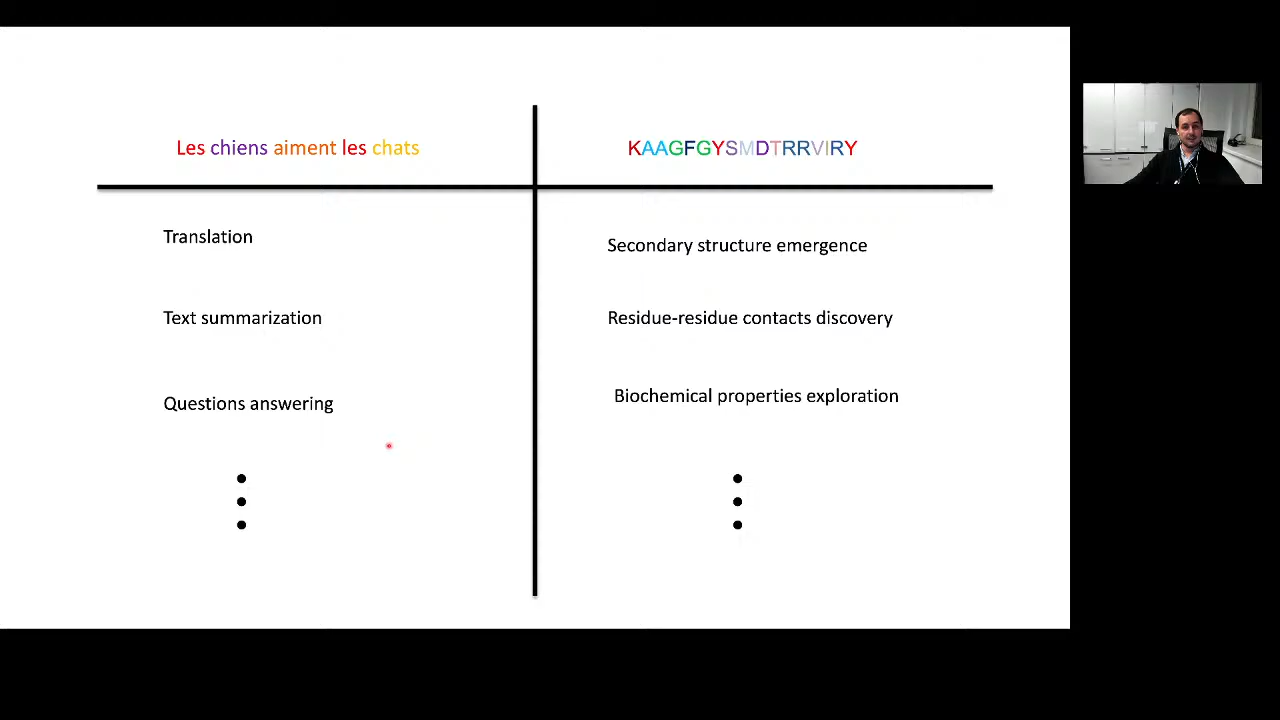 Les chiens aiment les chats
KAAGFGYSMDTRRVIRY
Translation
Secondary structure emergence
Text summarization
Residue-residue contacts discovery
Questions answering
Biochemical properties exploration